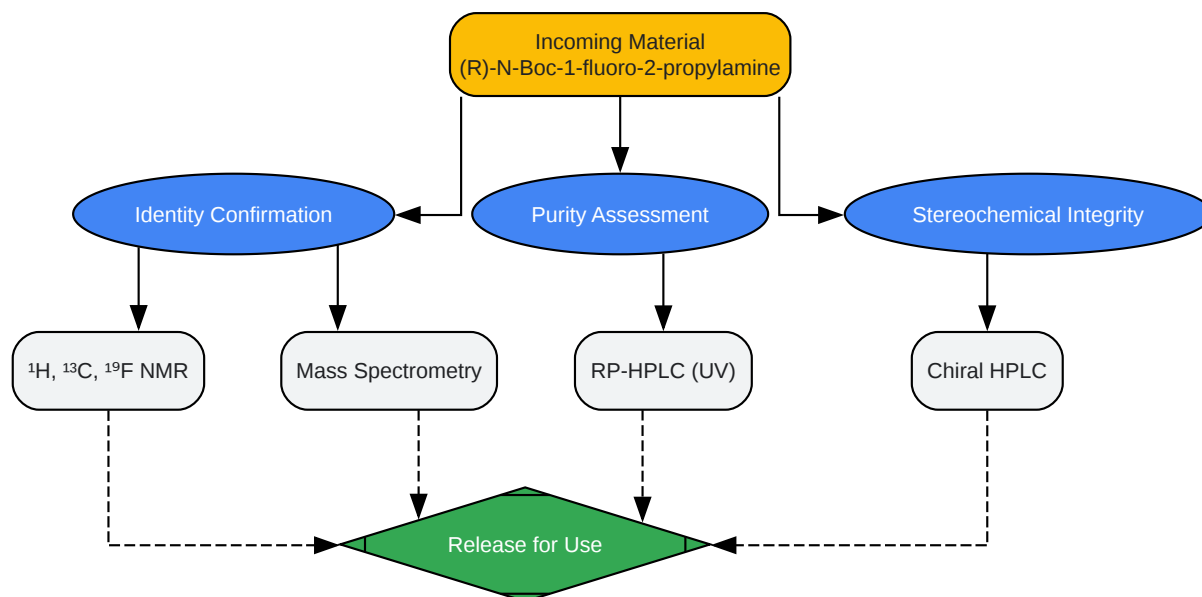 Incoming Material
(R)-N-Boc-1-fluoro-2-propylamine
Identity Confirmation
Purity Assessment
Stereochemical Integrity
¹H, ¹³C, ¹⁹F NMR
Mass Spectrometry
RP-HPLC (UV)
Chiral HPLC
Release for Use